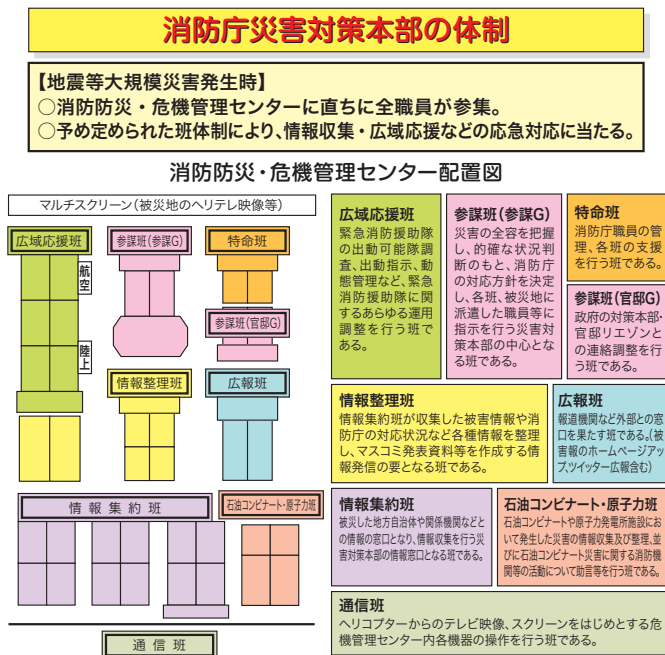 消防庁災害対策本部の体制
【地震等大規模災害発生時】
○消防防災・危機管理センターに直ちに全職員が参集。
○予め定められた班体制により、情報収集・広域応援などの応急対応に当たる。
消防防災・危機管理センター配置図
マルチスクリーン(被災地のヘリテレ映像等)
広域応援班
航空
陸上
参謀班(参謀G)
特命班
参謀班(官邸G)
情報整理班
広報班
情報集約班
石油コンビナート・原子力班
通信班
広域応援班
緊急消防援助隊
の出動可能隊調
査、出動指示、動
態管理など、緊急
消防援助隊に関
するあらゆる運用
調整を行う班で
ある。
参謀班(参謀G)
災害の全容を把握
し、的確な状況判
断のもと、消防庁
の対応方針を決定
し、各班、被災地に
派遣した職員等に
指示を行う災害対
策本部の中心とな
る班である。
特命班
消防庁職員の管
理、各班の支援
を行う班である。
参謀班(官邸G)
政府の対策本部・
官邸リエゾンと
の連絡調整を行
う班である。
情報整理班
情報集約班が収集した被害情報や消
防庁の対応状況など各種情報を整理
し、マスコミ発表資料等を作成する情
報発信の要となる班である。
広報班
報道機関など外部との窓
口を果たす班である。(被
害報のホームページアッ
プ、ツイッター広報含む)
情報集約班
被災した地方自治体や関係機関などと
の情報の窓口となり、情報収集を行う災
害対策本部の情報窓口となる班である。
石油コンビナート・原子力班
石油コンビナートや原子力発電所施設にお
いて発生した災害の情報収集及び整理、並
びに石油コンビナート災害に関する消防機
関等の活動について助言等を行う班である。
通信班
ヘリコプターからのテレビ映像、スクリーンをはじめとする危
機管理センター内各機器の操作を行う班である。